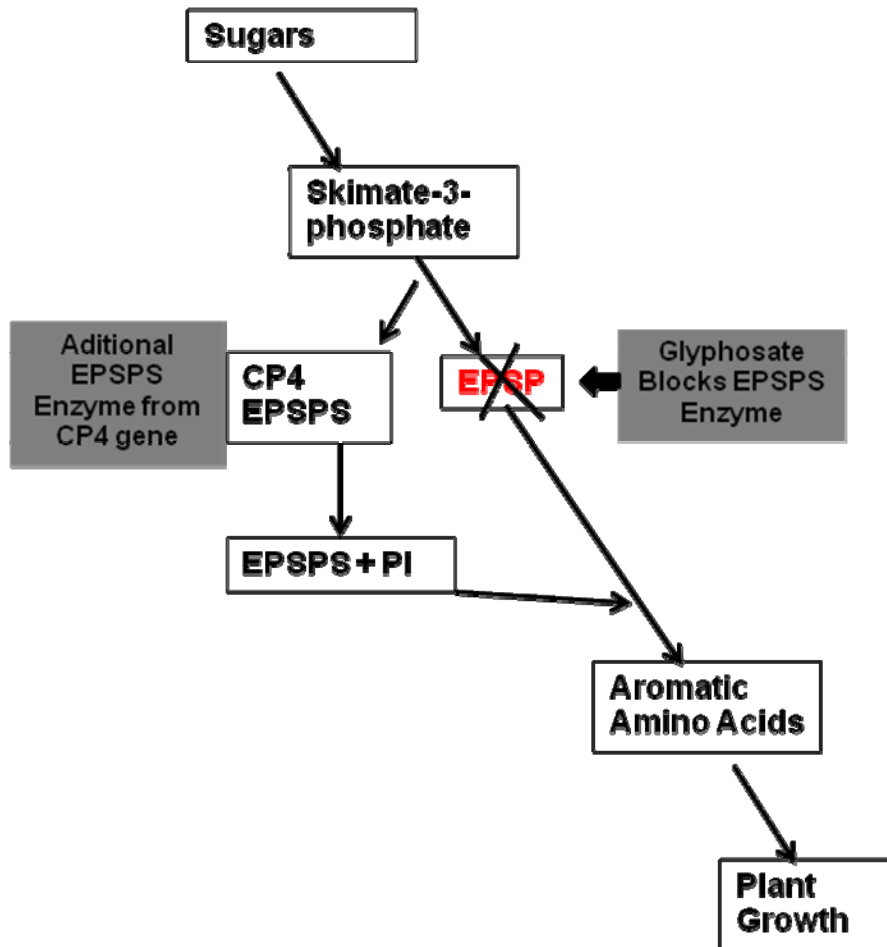 Sugars
Skimate-3-
phosphate
Aditional
EPSPS
Enzyme from
CP4 gene
CP4
EPSPS
EPSP
Glyphosate
Blocks EPSPS
Enzyme
EPSPS + PI
Aromatic
Amino Acids
Plant
Growth